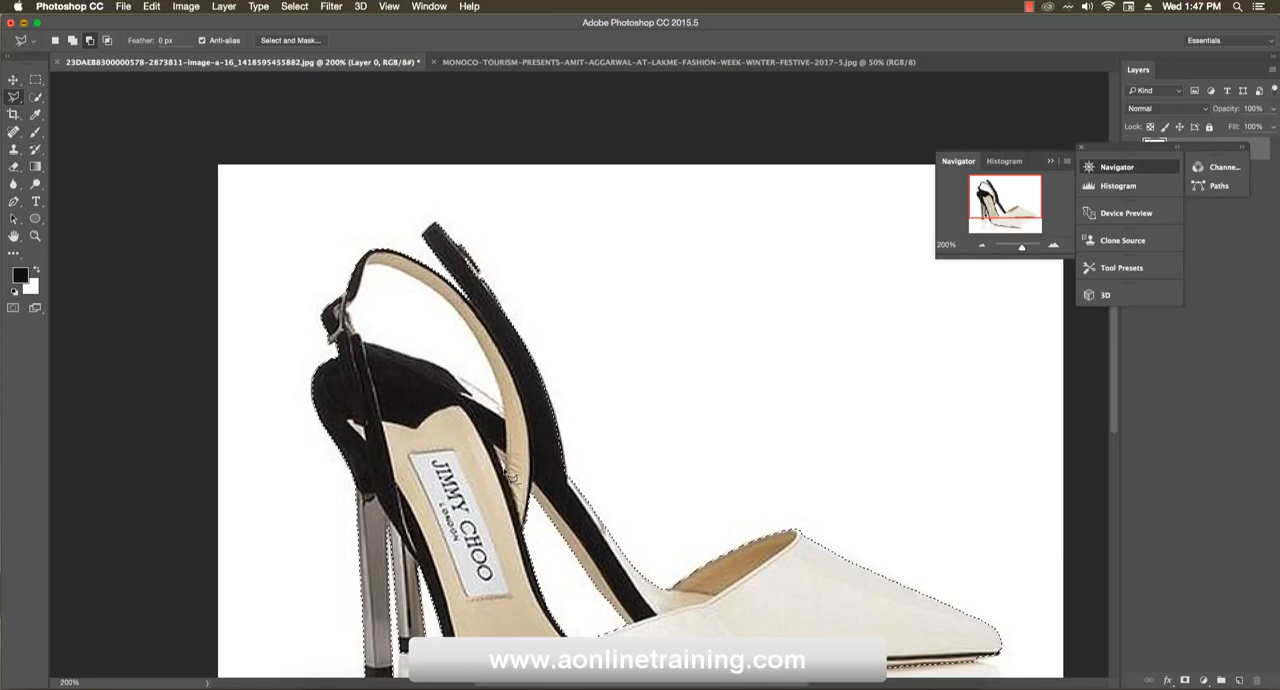 Photoshop CC File Edit Image Layer Type Select Filter 3D View Window Help Wed 1:47 PM
Adobe Photoshop CC 2015.5
Feather: 0 px Anti-alias Select and Mask... Essentials
23DAEB8300000578-2873811-image-a-16_1418595455882.jpg @ 200% (Layer 0, RGB/8#) * MONOCO-TOURISM-PRESENTS-AMIT-AGGARWAL-AT-LAKME-FASHION-WEEK-WINTER-FESTIVE-2017-5.jpg @ 50% (RGB/8)
Layers
Kind
Normal Opacity: 100%
Lock: Fill: 100%
Navigator Histogram
200%
Navigator
Histogram
Device Preview
Clone Source
Tool Presets
3D
Channe...
Paths
JIMMY CHOO
LONDON
www.aonlinetraining.com
200%